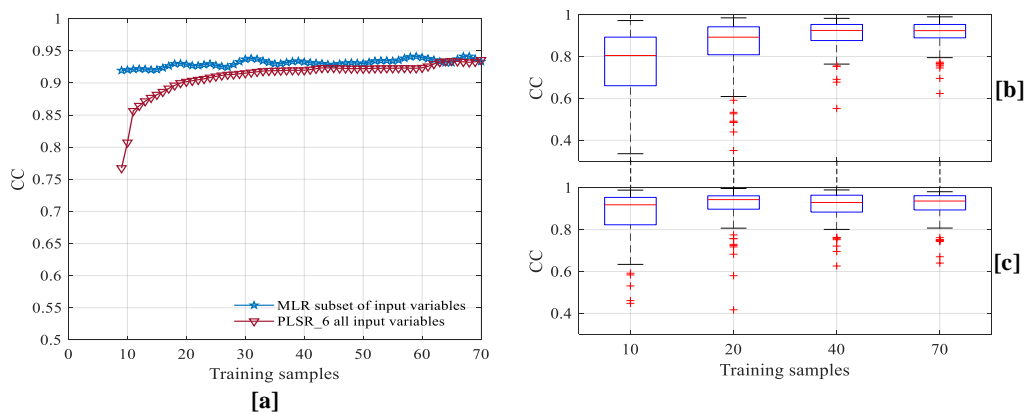 1
0.95
0.9
0.85
0.8
0.75
0.7
0.65
0.6
0.55
0.5
CC
MLR subset of input variables
PLSR_6 all input variables
0 10 20 30 40 50 60 70
Training samples
[a]
1
0.8
0.6
0.4
CC
[b]
1
0.8
0.6
0.4
CC
[c]
10 20 40 70
Training samples